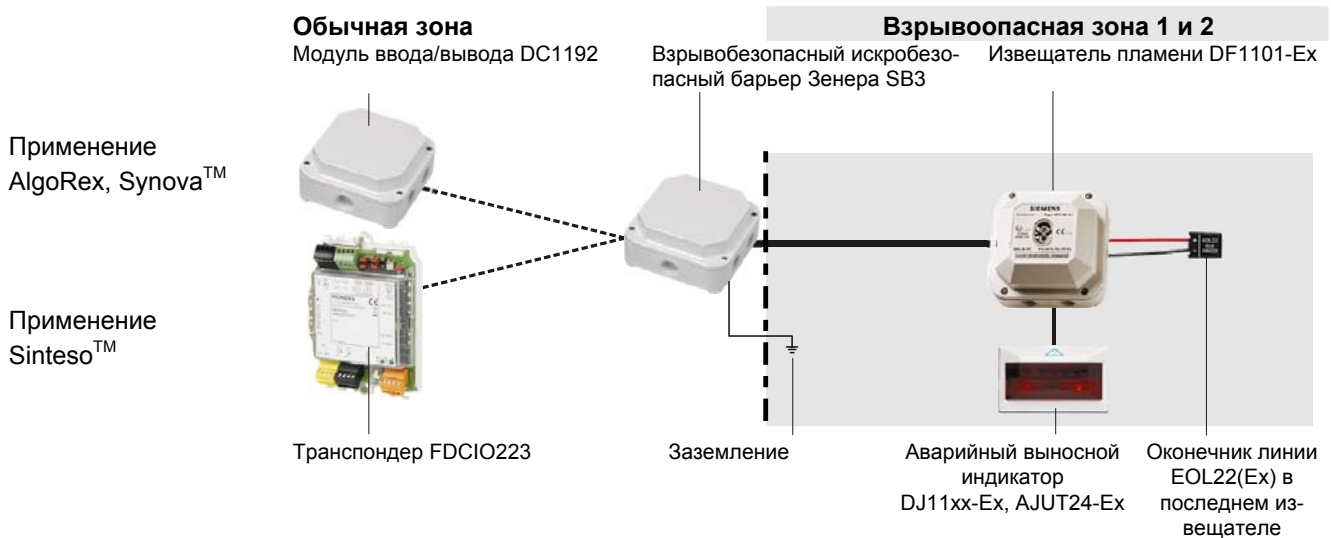 Обычная зона
Взрывоопасная зона 1 и 2
Модуль ввода/вывода DC1192
Взрывобезопасный искробезо-
пасный барьер Зенера SB3
Извещатель пламени DF1101-Ex
Применение
AlgoRex, Synova™
SIEMENS
EOL22
SIEMENS
Применение
Sinteso™
Транспондер FDCIO223
Заземление
Аварийный выносной
индикатор
DJ11xx-Ex, AJUT24-Ex
Оконечник линии
EOL22(Ex) в
последнем из-
вещателе